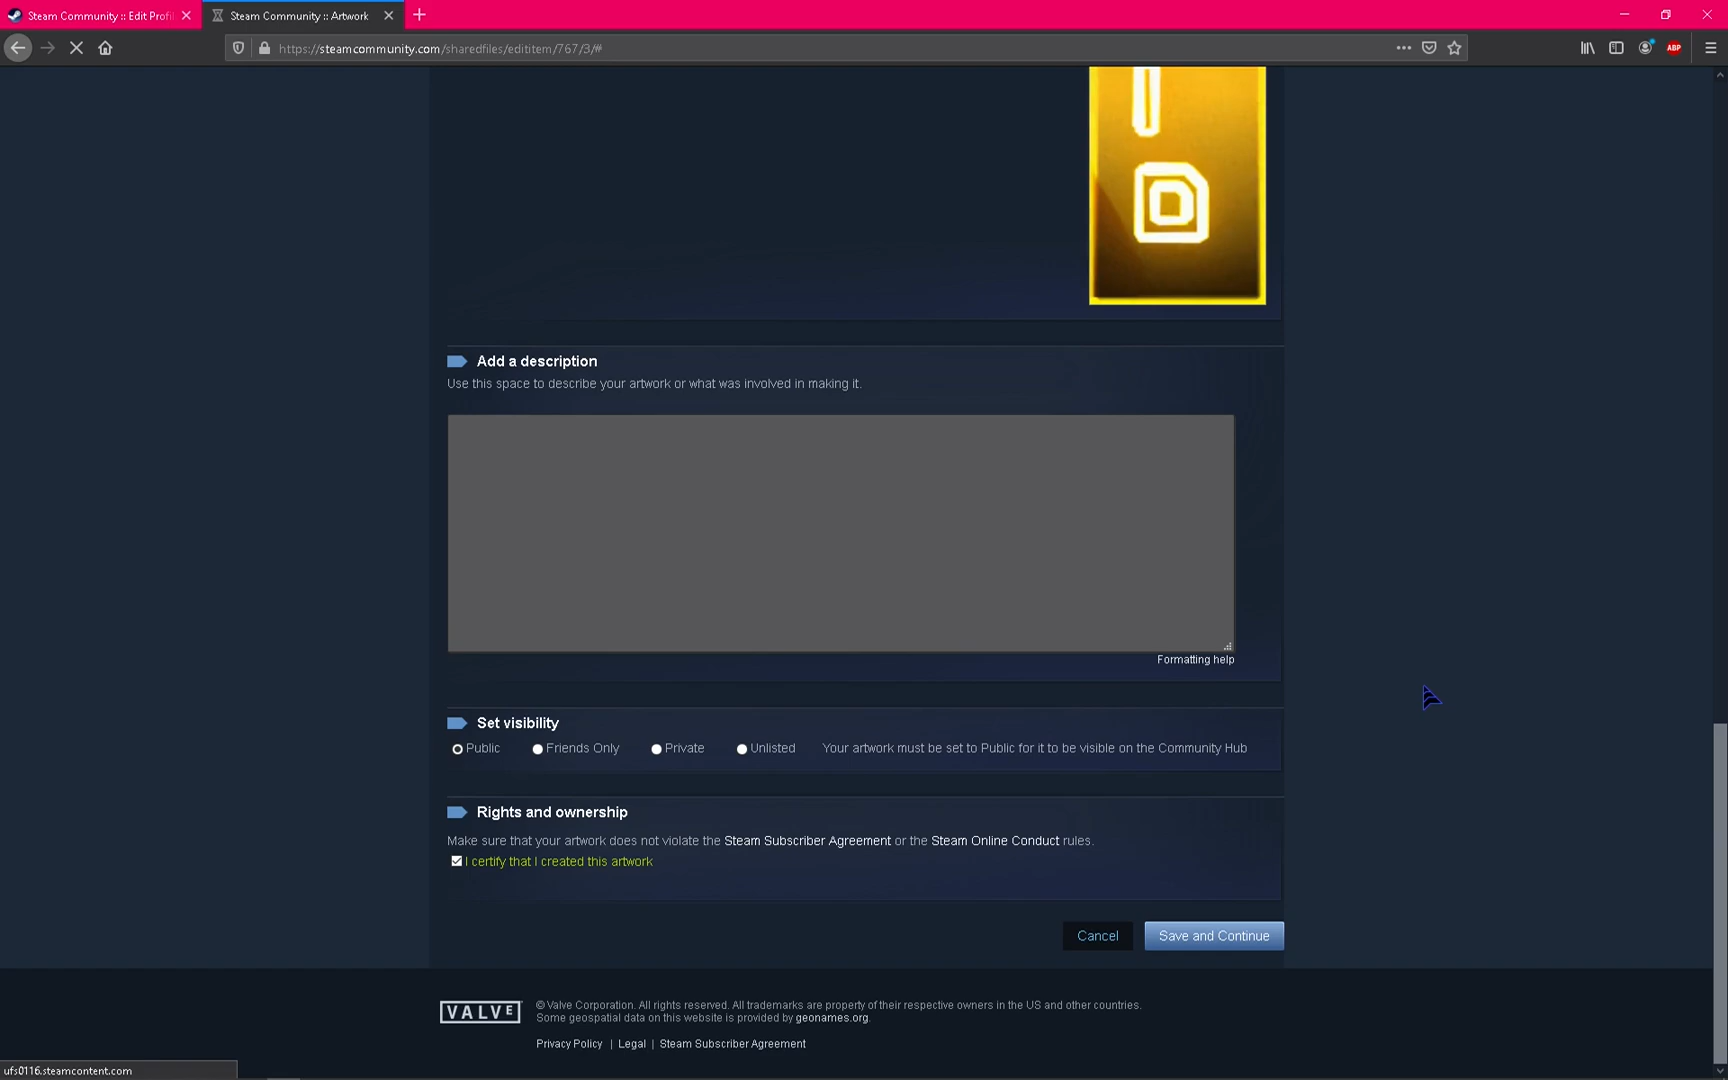 Steam Community :: Edit Profil
Steam Community :: Artwork
https://steamcommunity.com/sharedfiles/edititem/767/3/#
ABP
D
Add a description
Use this space to describe your artwork or what was involved in making it.
Formatting help
Set visibility
Public Friends Only Private Unlisted Your artwork must be set to Public for it to be visible on the Community Hub
Rights and ownership
Make sure that your artwork does not violate the Steam Subscriber Agreement or the Steam Online Conduct rules.
I certify that I created this artwork
Cancel Save and Continue
VALVE
© Valve Corporation. All rights reserved. All trademarks are property of their respective owners in the US and other countries.
Some geospatial data on this website is provided by geonames.org.
Privacy Policy | Legal | Steam Subscriber Agreement
ufs0116.steamcontent.com